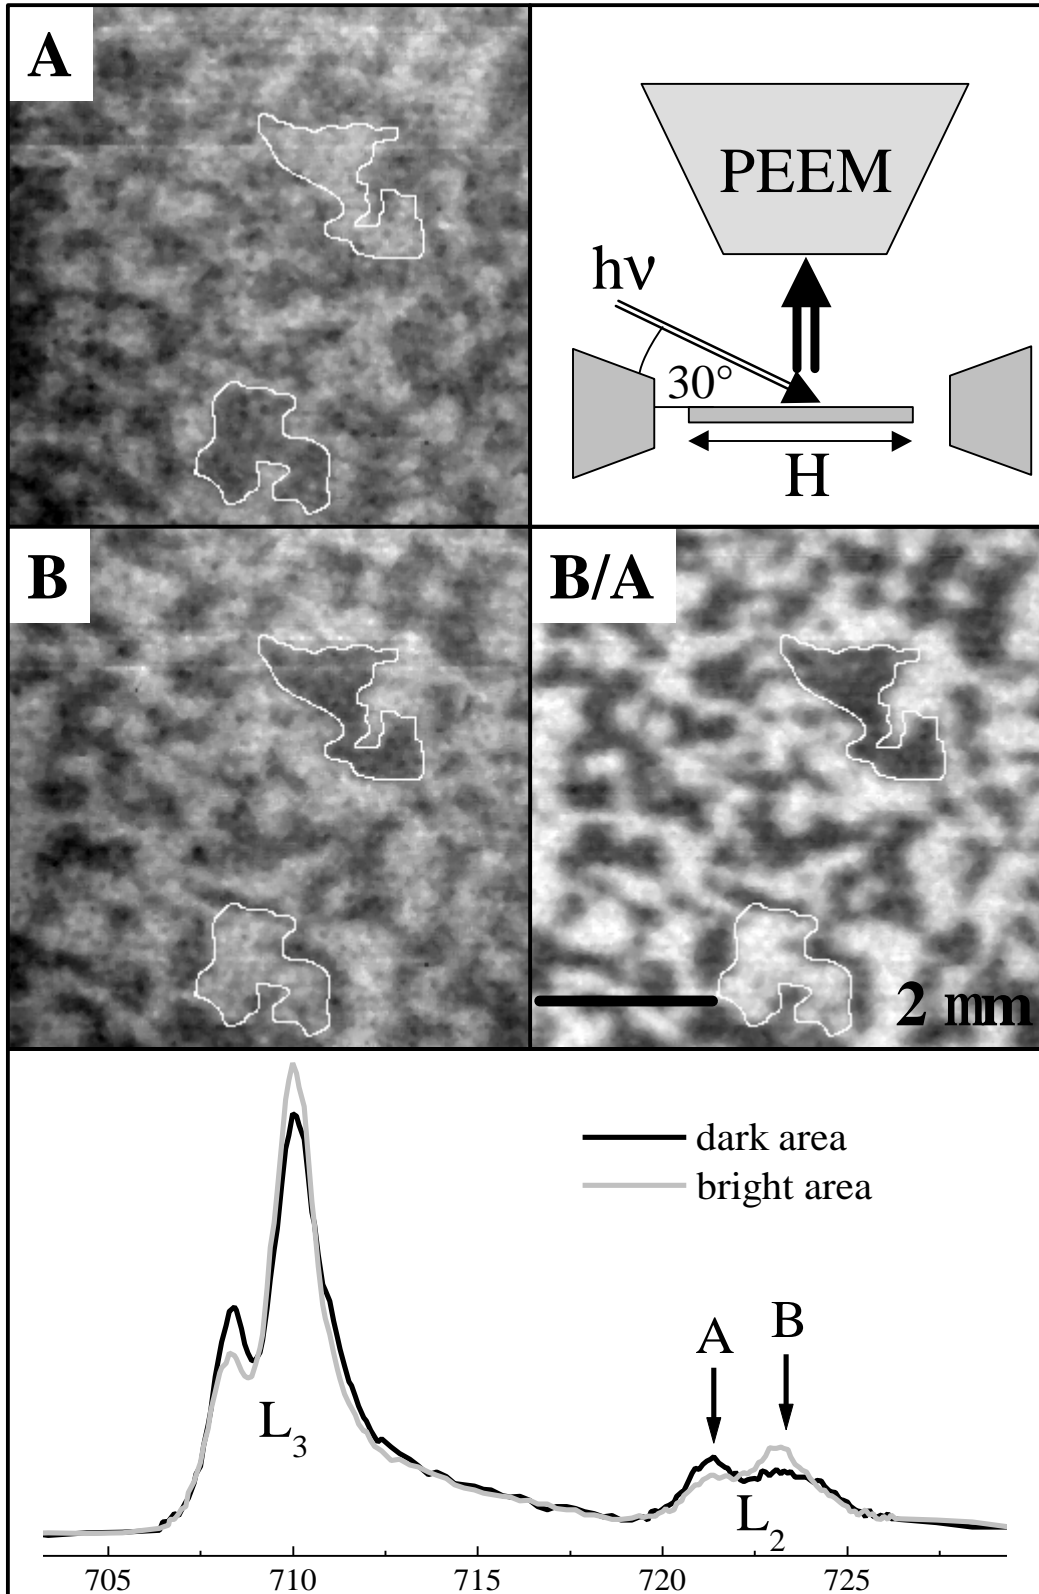 A
PEEM
hν
30°
H
B
B/A
2 mm
dark area
bright area
A
B
L3
L2
705
710
715
720
725